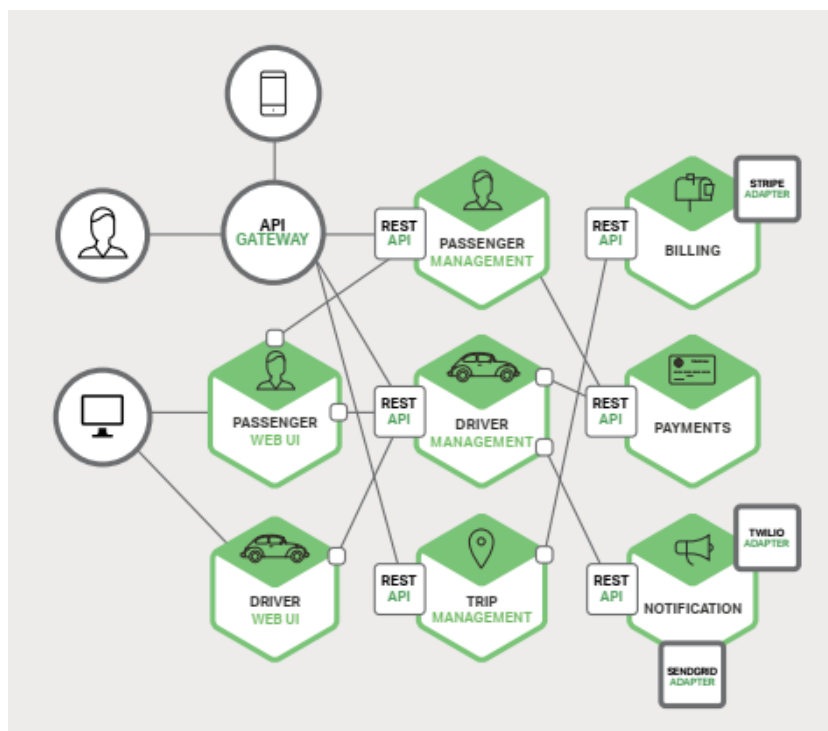 API
GATEWAY
REST
API
PASSENGER
MANAGEMENT
REST
API
BILLING
STRIPE
ADAPTER
PASSENGER
WEB UI
REST
API
DRIVER
MANAGEMENT
REST
API
PAYMENTS
DRIVER
WEB UI
REST
API
TRIP
MANAGEMENT
REST
API
NOTIFICATION
TWILIO
ADAPTER
SENDGRID
ADAPTER